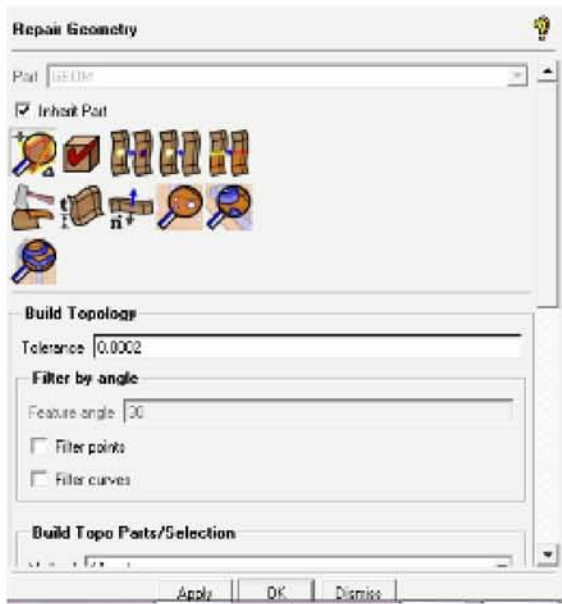 Repair Geometry
Part GEOM
Inherit Part
Build Topology
Tolerance 0.0002
Filter by angle
Feature angle 30
Filter points
Filter curves
Build Topo Parts/Selection
Apply OK Dismiss